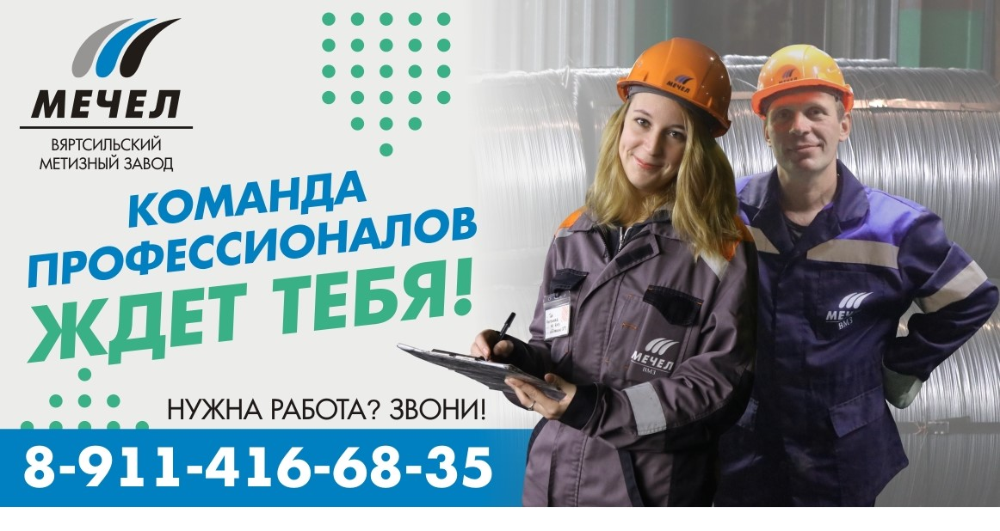 МЕЧЕЛ
ВЯРТСИЛЬСКИЙ
МЕТИЗНЫЙ ЗАВОД
КОМАНДА
ПРОФЕССИОНАЛОВ
ЖДЕТ ТЕБЯ!
НУЖНА РАБОТА? ЗВОНИ!
8-911-416-68-35
МЕЧЕЛ
МЕЧЕЛ
ВМЗ
МЕЧЕЛ
ВМЗ